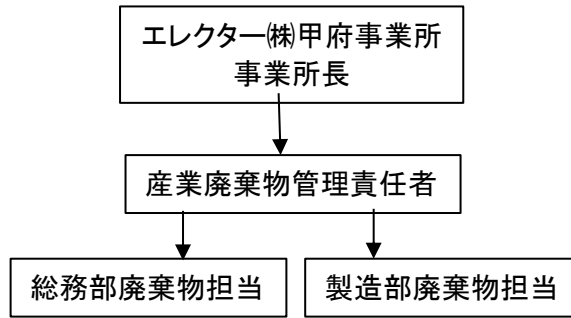 エレクター㈱甲府事業所
事業所長
産業廃棄物管理責任者
総務部廃棄物担当
製造部廃棄物担当